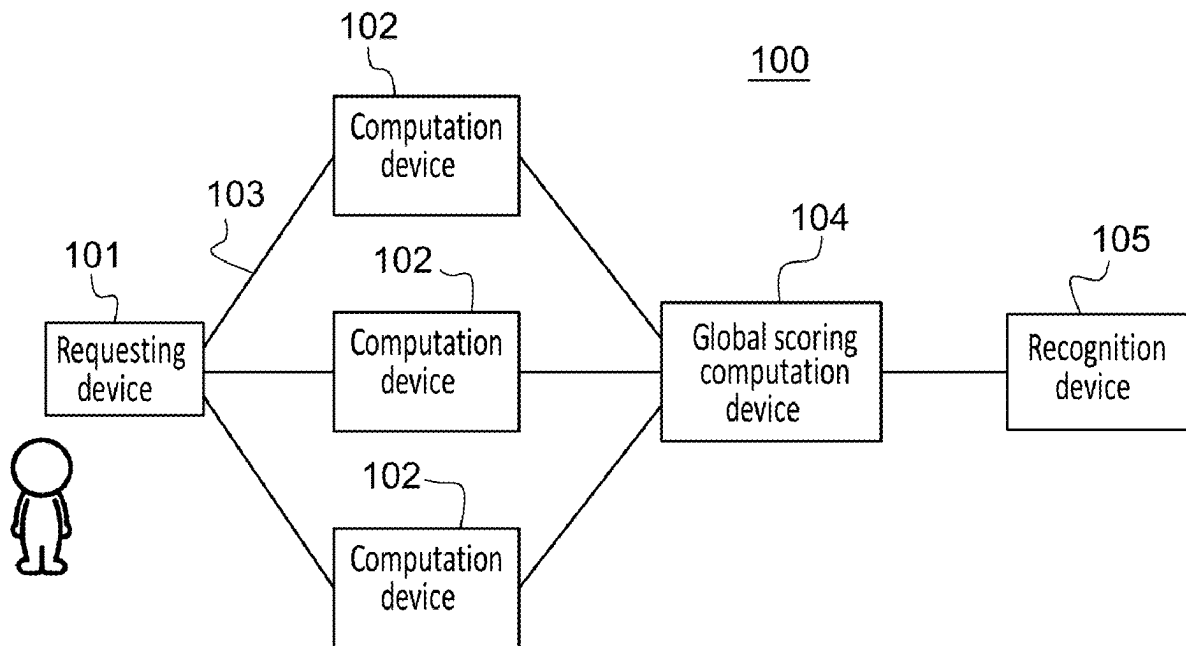 102
100
Computation
device
103
104
105
101
102
Requesting
device
Computation
device
Global scoring
computation
device
Recognition
device
102
Computation
device